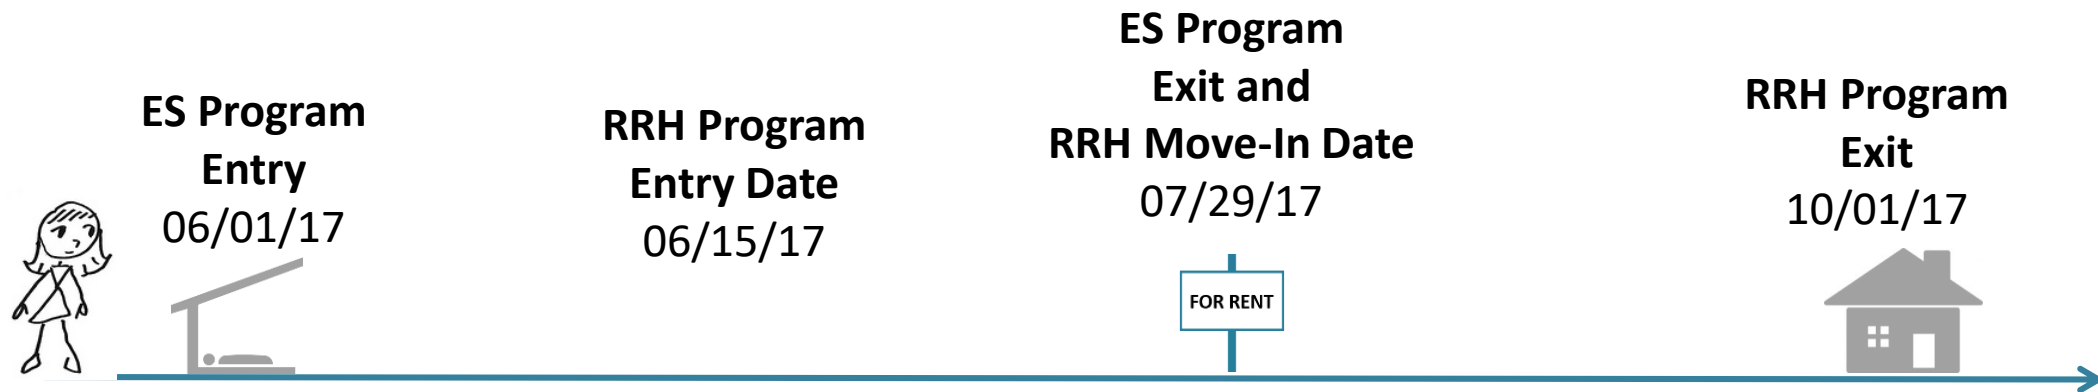 ES Program
Entry
06/01/17
RRH Program
Entry Date
06/15/17
ES Program
Exit and
RRH Move-In Date
07/29/17
FOR RENT
RRH Program
Exit
10/01/17